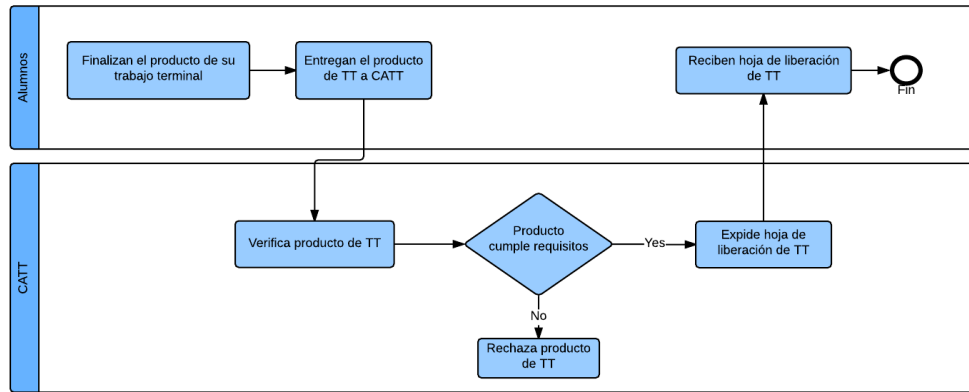 Alumnos
Finalizan el producto de su
trabajo terminal
Entregan el producto
de TT a CATT
Reciben hoja de liberación
de TT
Fin
CATT
Verifica producto de TT
Producto
cumple requisitos
Yes
Expide hoja de
liberación de TT
No
Rechaza producto
de TT